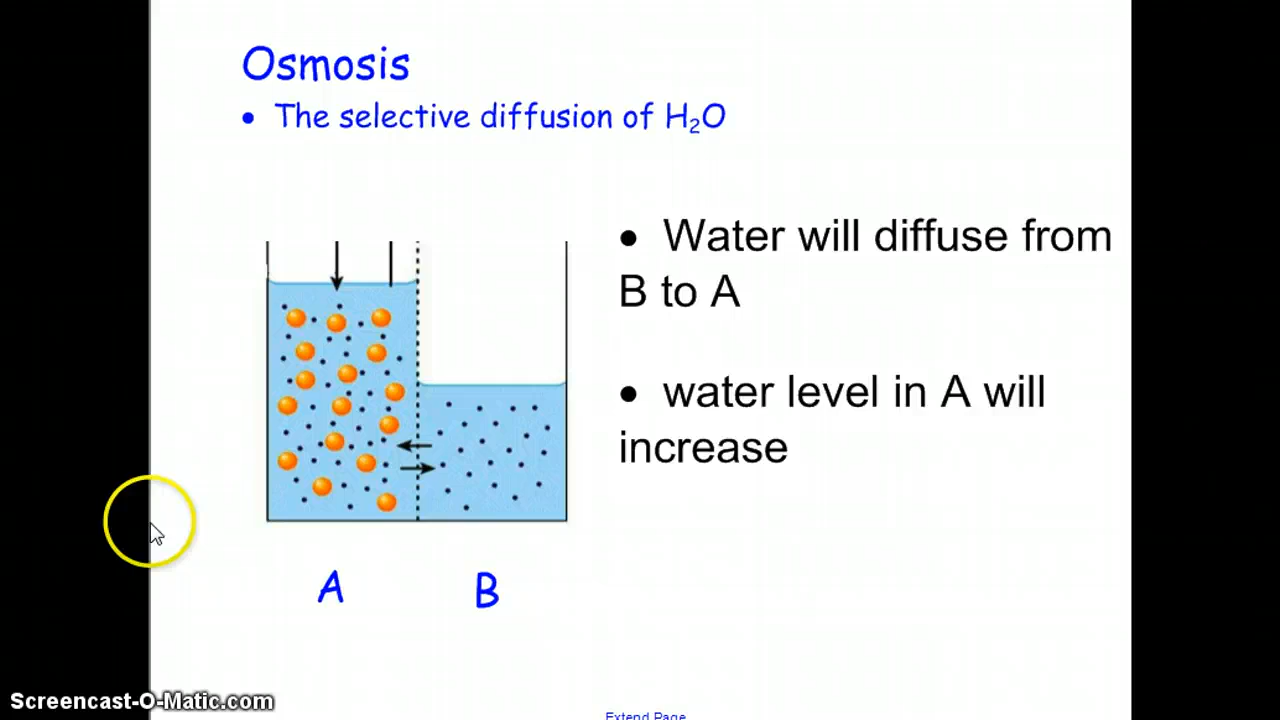 Osmosis
• The selective diffusion of H₂O
• Water will diffuse from
B to A
• water level in A will
increase
A B
Screencast-O-Matic.com
Extend Page